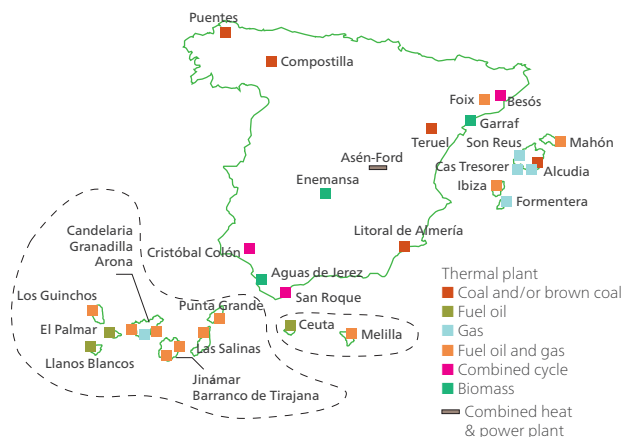 Puentes
Compostilla
Foix
Besós
Garraf
Teruel
Son Reus
Mahón
Asén-Ford
Cas Tresorer
Alcudia
Enemansa
Ibiza
Formentera
Candelaria
Granadilla
Arona
Litoral de Almería
Cristóbal Colón
Aguas de Jerez
San Roque
Los Guinchos
Punta Grande
El Palmar
Ceuta
Melilla
Las Salinas
Llanos Blancos
Jinámar
Barranco de Tirajana
Thermal plant
Coal and/or brown coal
Fuel oil
Gas
Fuel oil and gas
Combined cycle
Biomass
Combined heat
& power plant